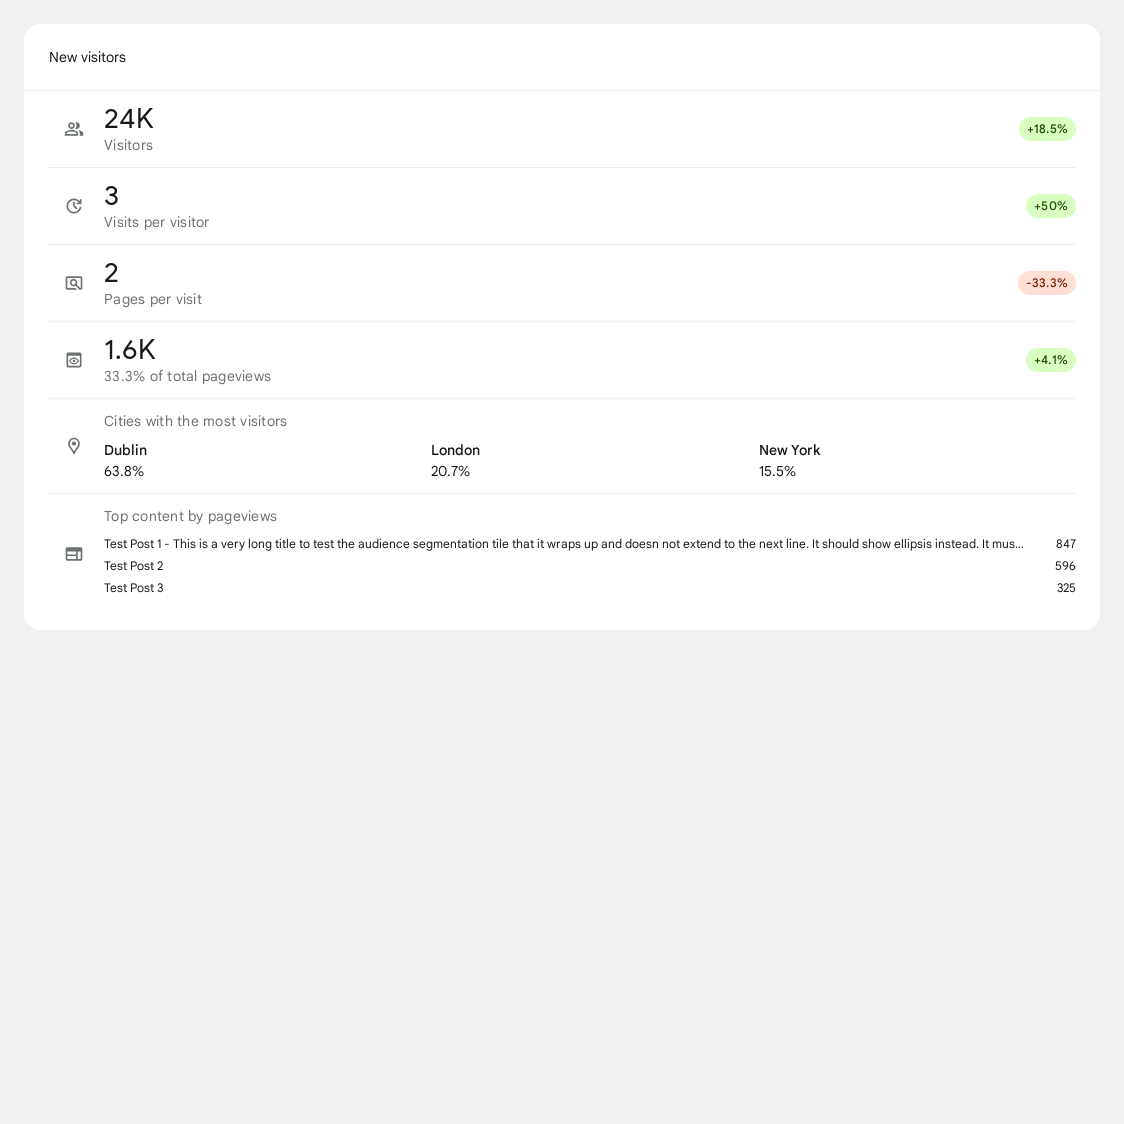 New visitors
24K
Visitors
+18.5%
3
Visits per visitor
+50%
2
Pages per visit
-33.3%
1.6K
33.3% of total pageviews
+4.1%
Cities with the most visitors
Dublin London New York
63.8% 20.7% 15.5%
Top content by pageviews
Test Post 1 - This is a very long title to test the audience segmentation tile that it wraps up and doesn not extend to the next line. It should show ellipsis instead. It mus... 847
Test Post 2 596
Test Post 3 325